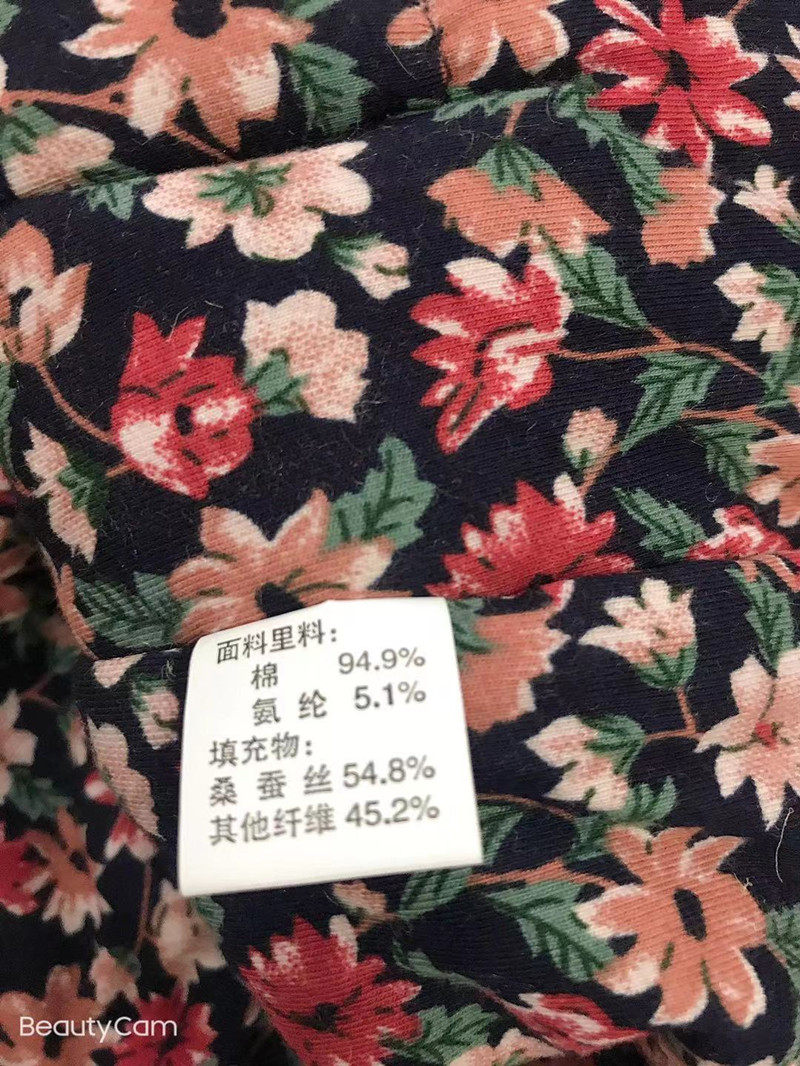 面料里料:
棉 94.9%
氨纶 5.1%
填充物:
桑蚕丝 54.8%
其他纤维 45.2%
BeautyCam